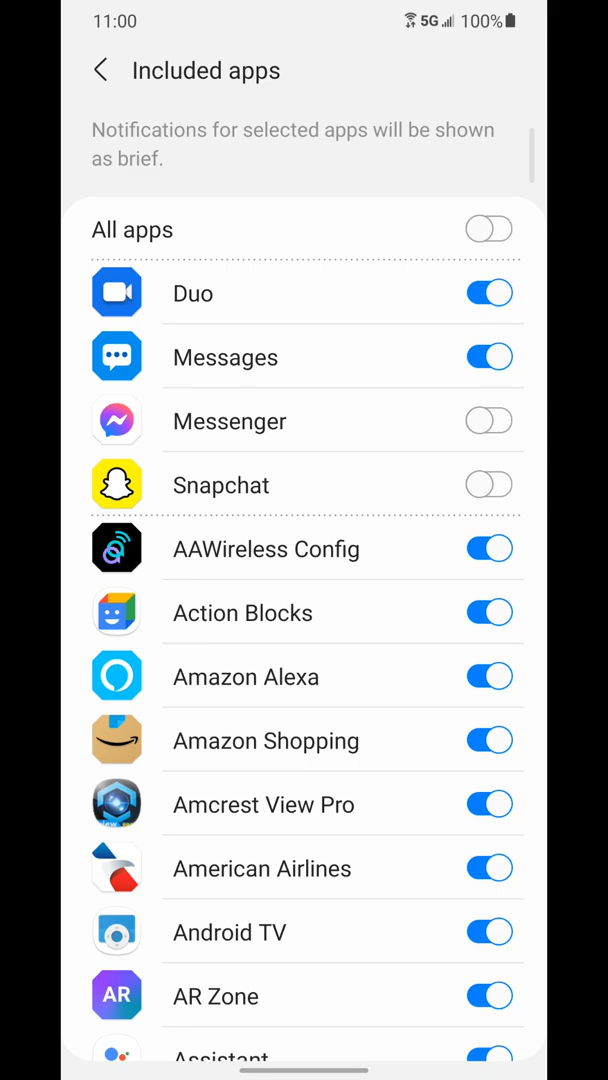 11:00 5G 100%
Included apps
Notifications for selected apps will be shown
as brief.
All apps
Duo
Messages
Messenger
Snapchat
AAWireless Config
Action Blocks
Amazon Alexa
Amazon Shopping
Amcrest View Pro
American Airlines
Android TV
AR AR Zone
Assistant